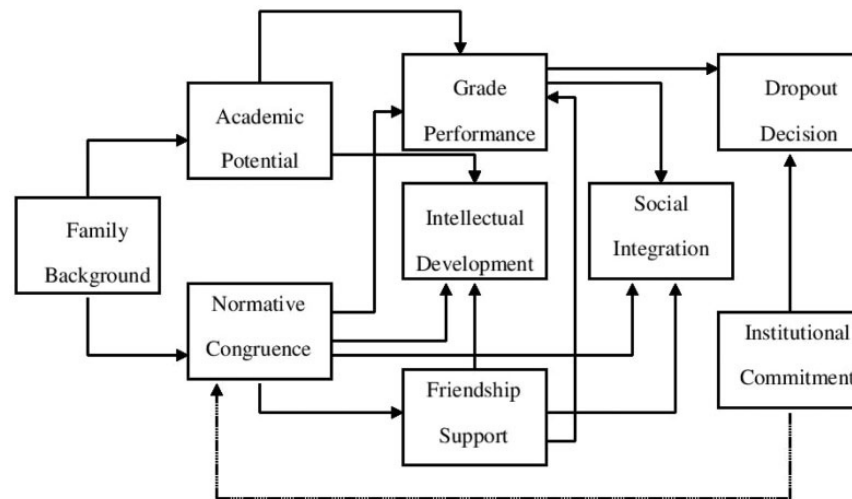 Grade
Performance
Dropout
Decision
Academic
Potential
Family
Background
Intellectual
Development
Social
Integration
Normative
Congruence
Friendship
Support
Institutional
Commitment